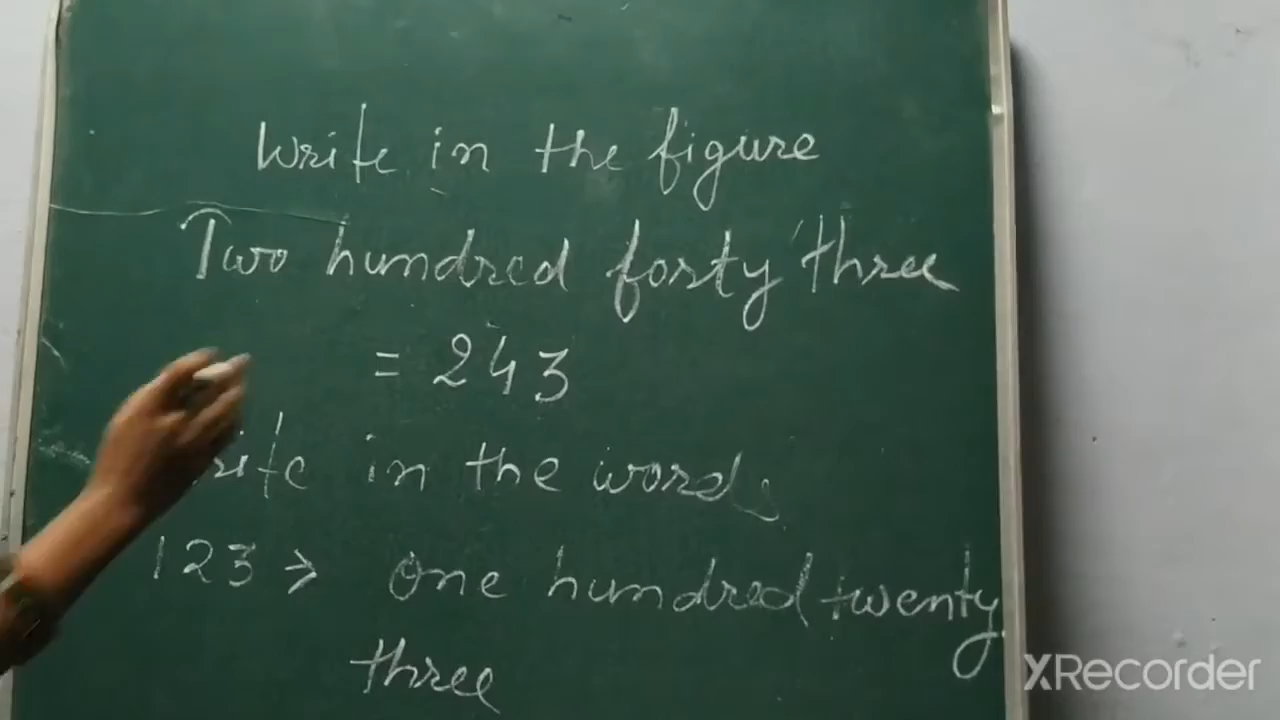 Write in the figure
Two hundred forty three
= 243
rite in the words
123 > One hundred twenty
three
XRecorder